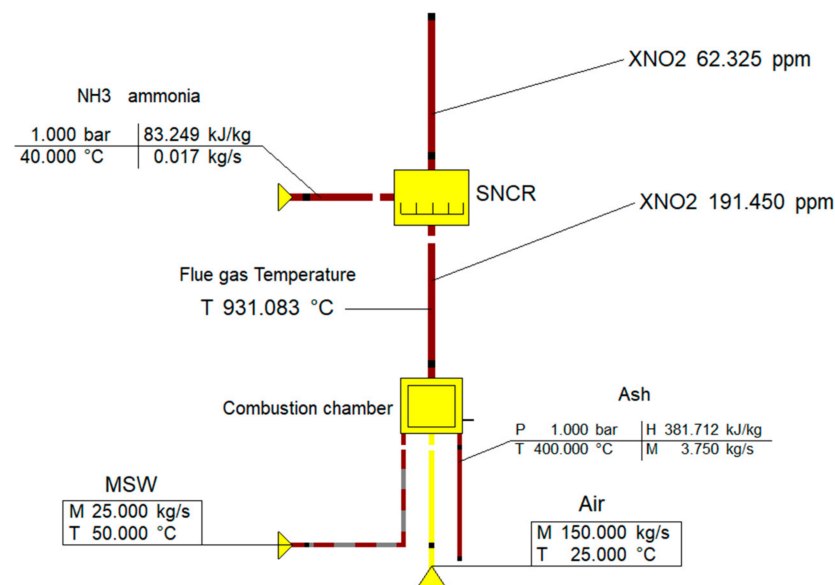 XNO2 62.325 ppm
NH3 ammonia
1.000 bar 83.249 kJ/kg
40.000 °C 0.017 kg/s
SNCR
XNO2 191.450 ppm
Flue gas Temperature
T 931.083 °C
Combustion chamber
Ash
P 1.000 bar H 381.712 kJ/kg
T 400.000 °C M 3.750 kg/s
MSW
M 25.000 kg/s
T 50.000 °C
Air
M 150.000 kg/s
T 25.000 °C